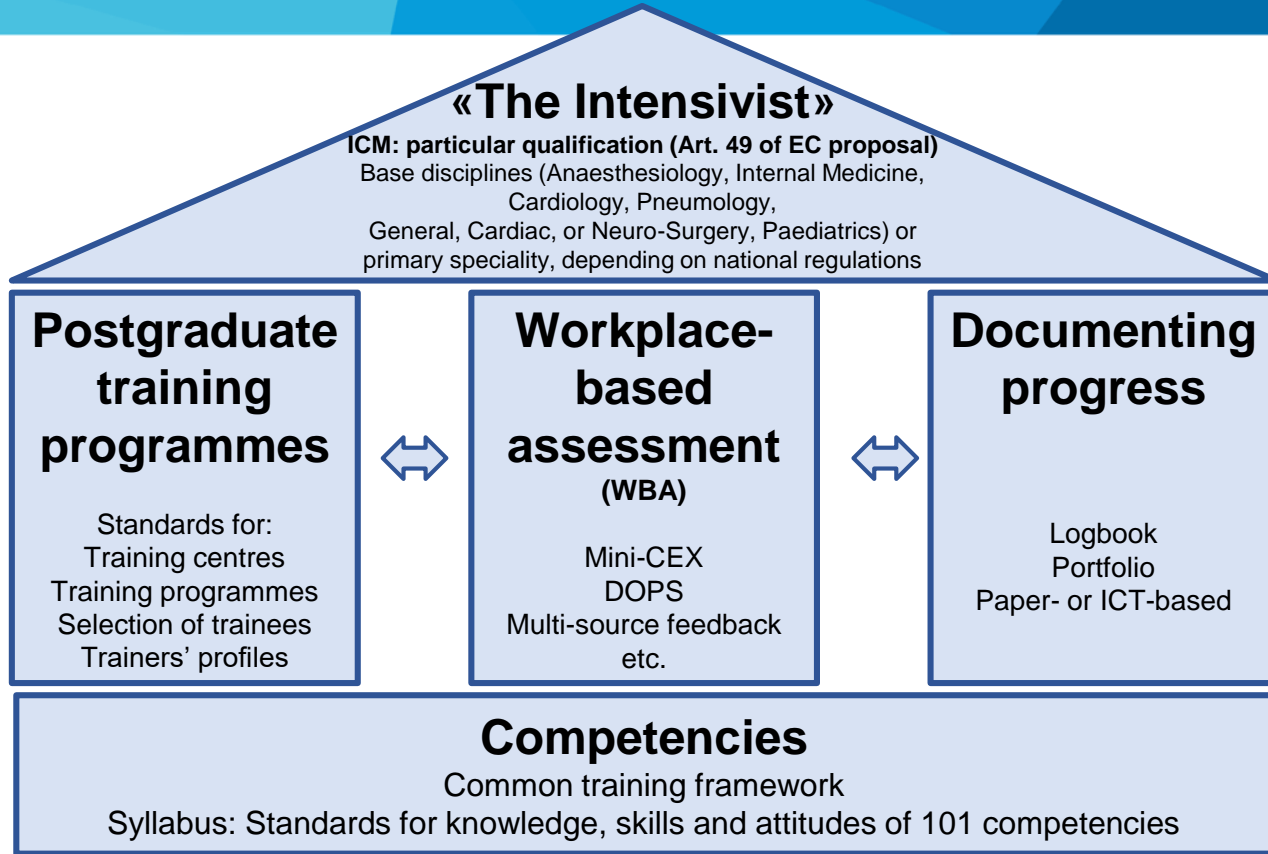 «The Intensivist»
ICM: particular qualification (Art. 49 of EC proposal)
Base disciplines (Anaesthesiology, Internal Medicine,
Cardiology, Pneumology,
General, Cardiac, or Neuro-Surgery, Paediatrics) or
primary speciality, depending on national regulations
Postgraduate
training
programmes
Standards for:
Training centres
Training programmes
Selection of trainees
Trainers’ profiles
Workplace-
based
assessment
(WBA)
Mini-CEX
DOPS
Multi-source feedback
etc.
Documenting
progress
Logbook
Portfolio
Paper- or ICT-based
Competencies
Common training framework
Syllabus: Standards for knowledge, skills and attitudes of 101 competencies